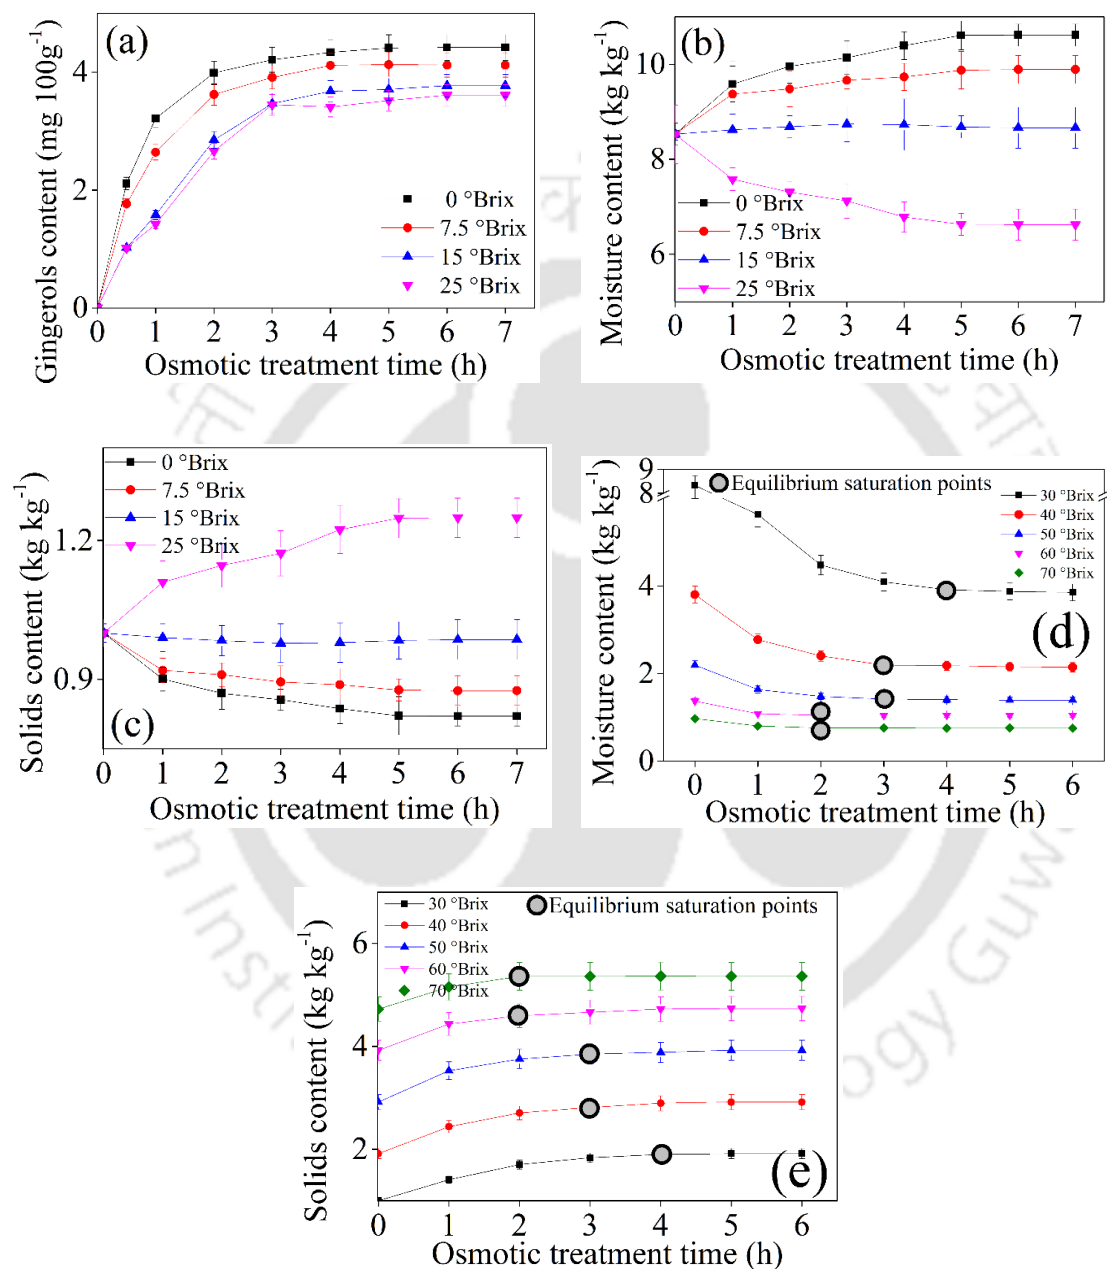 (a)
Gingerols content (mg 100g⁻¹)
4
2
0
0 °Brix
7.5 °Brix
15 °Brix
25 °Brix
0 1 2 3 4 5 6 7
Osmotic treatment time (h)
(b)
Moisture content (kg kg⁻¹)
10
8
6
0 °Brix
7.5 °Brix
15 °Brix
25 °Brix
0 1 2 3 4 5 6 7
Osmotic treatment time (h)
0 °Brix
7.5 °Brix
15 °Brix
25 °Brix
Solids content (kg kg⁻¹)
1.2
0.9
(c)
0 1 2 3 4 5 6 7
Osmotic treatment time (h)
Moisture content (kg kg⁻¹)
9
8
4
2
0
Equilibrium saturation points
30 °Brix
40 °Brix
50 °Brix
60 °Brix
70 °Brix
(d)
0 1 2 3 4 5 6
Osmotic treatment time (h)
30 °Brix
40 °Brix
50 °Brix
60 °Brix
70 °Brix
Equilibrium saturation points
Solids content (kg kg⁻¹)
6
4
2
(e)
0 1 2 3 4 5 6
Osmotic treatment time (h)